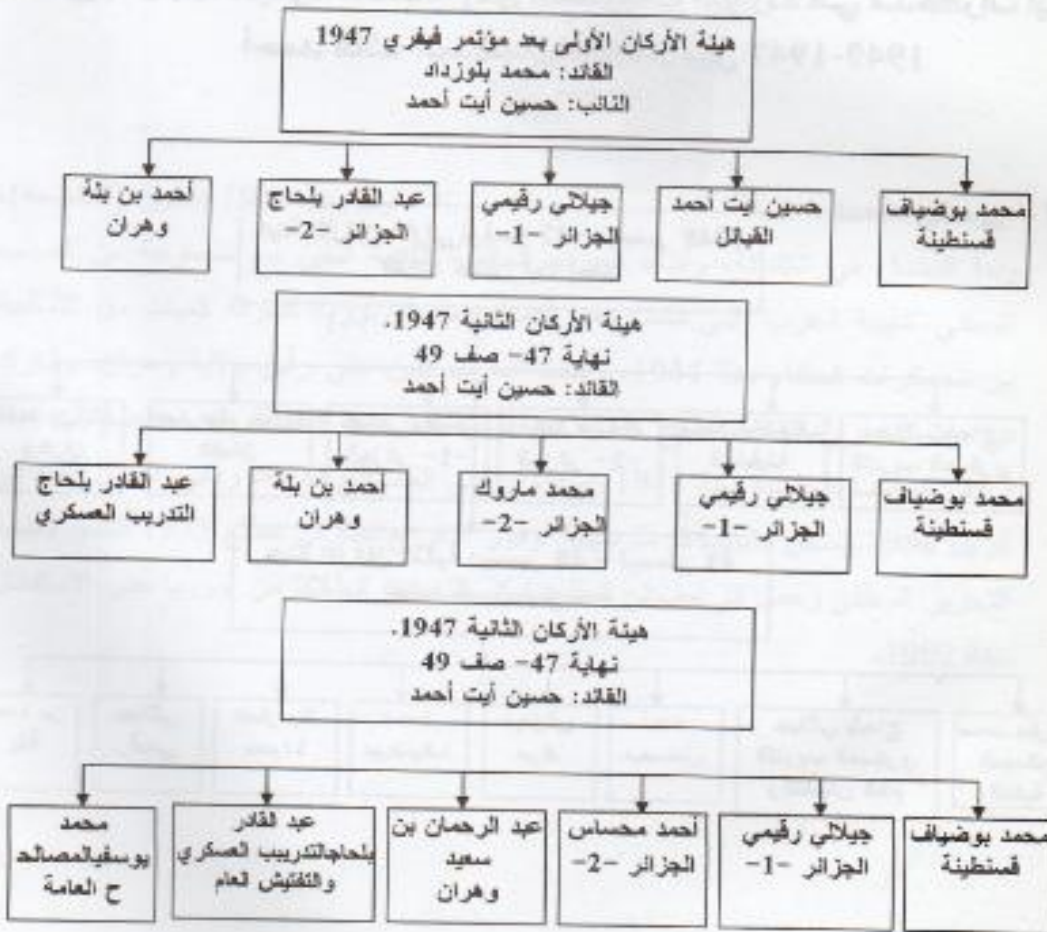 هيئة الأركان الأولى بعد مؤتمر فيفري 1947
القائد: محمد بلوزداد
النائب: حسين أيت أحمد
محمد بوضياف
قسنطينة
حسين أيت أحمد
القبائل
جيلالي رقيمي
الجزائر -1-
عبد القادر بلحاج
الجزائر -2-
أحمد بن بلة
وهران
هيئة الأركان الثانية 1947.
نهاية 47- صف 49
القائد: حسين أيت أحمد
محمد بوضياف
قسنطينة
جيلالي رقيمي
الجزائر -1-
محمد ماروك
الجزائر -2-
أحمد بن بلة
وهران
عبد القادر بلحاج
التدريب العسكري
هيئة الأركان الثانية 1947.
نهاية 47- صف 49
القائد: حسين أيت أحمد
محمد بوضياف
قسنطينة
جيلالي رقيمي
الجزائر -1-
أحمد محساس
الجزائر -2-
عبد الرحمان بن
سعيد
وهران
عبد القادر
بلحاجالتدريب العسكري
والتفتيش العام
محمد
يوسفيالمصالحـ
ح العامة